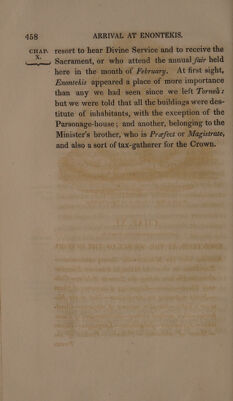 458 ARRIVAL AT ENONTEKIS.
CHAP. X. resort to hear Divine Service and to receive the
Sacrament, or who attend the annual fair held
here in the month of February. At first sight,
Enontekis appeared a place of more importance
than any we had seen since we left Torneå:
but we were told that all the buildings were des-
titute of inhabitants, with the exception of the
Parsonage-house; and another, belonging to the
Minister's brother, who is Præfect or Magistrate,
and also a sort of tax-gatherer for the Crown.